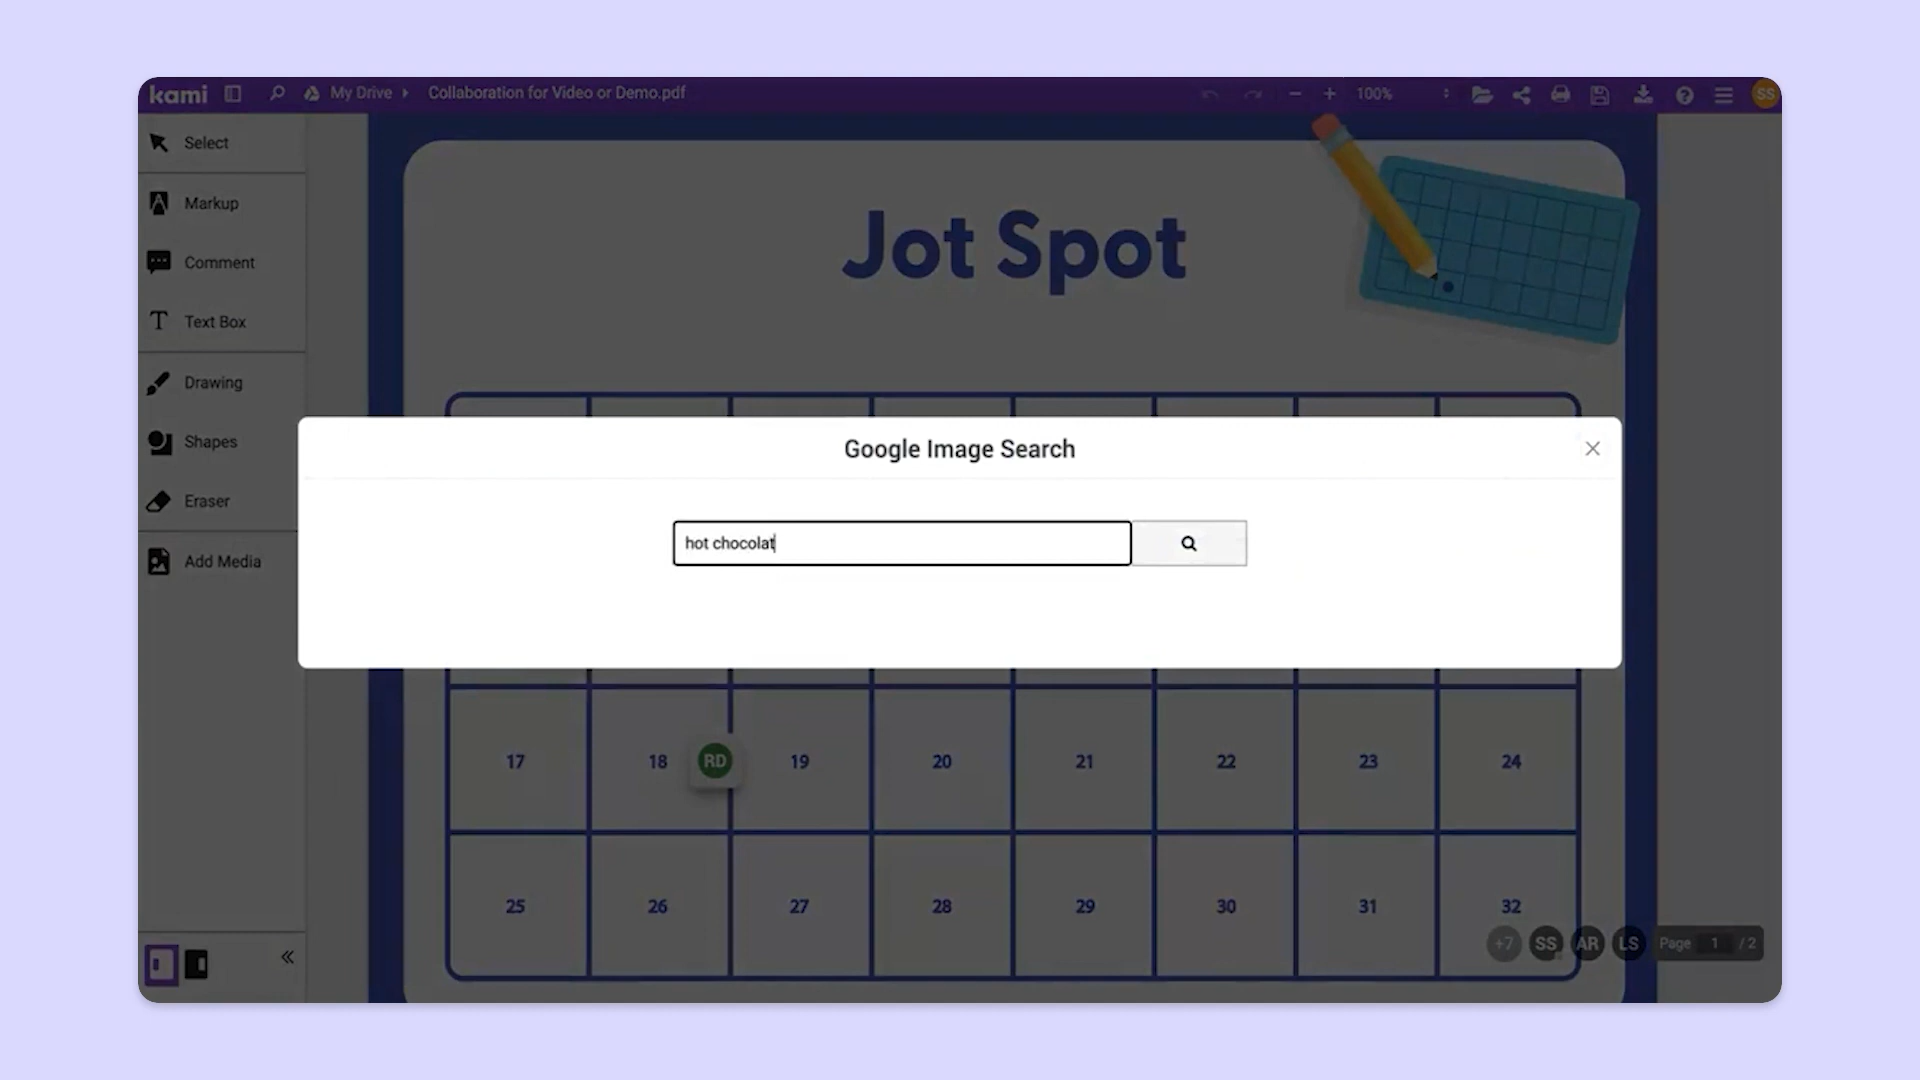 kami My Drive Collaboration for Video or Demo.pdf 100% SS
Select
Markup
Comment
Text Box
Drawing
Shapes
Eraser
Add Media
Jot Spot
Google Image Search
hot chocolat
17 18 RD 19 20 21 22 23 24
25 26 27 28 29 30 31 32
+7 SS AR LS Page 1 / 2